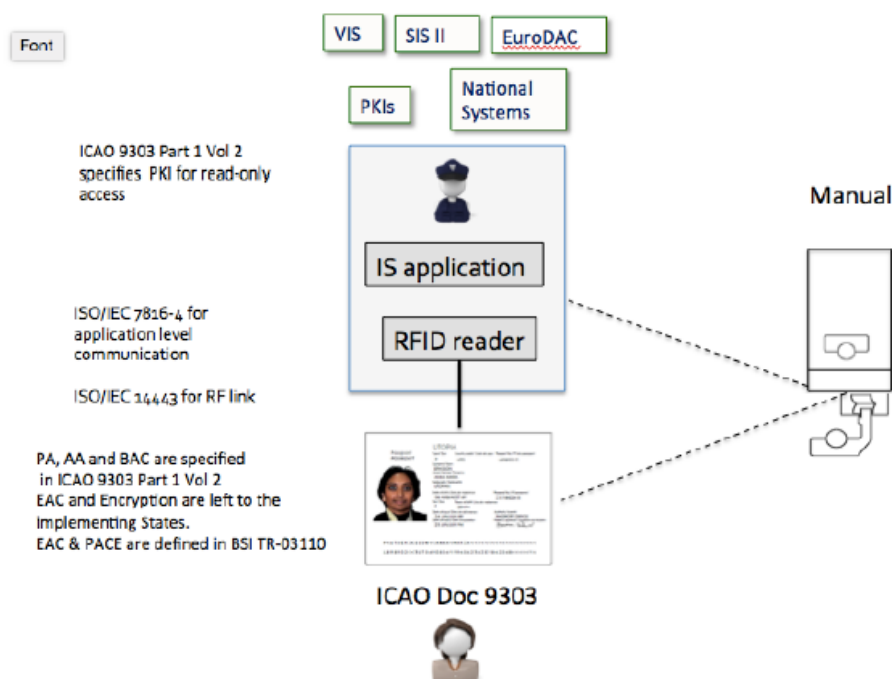 Font
VIS
SIS II
EuroDAC
PKIs
National
Systems
ICAO 9303 Part 1 Vol 2
specifies PKI for read-only
access
Manual
IS application
ISO/IEC 7816-4 for
application level
communication
RFID reader
ISO/IEC 14443 for RF link
UTOPIA
PA, AA and BAC are specified
in ICAO 9303 Part 1 Vol 2
EAC and Encryption are left to the
implementing States.
EAC & PACE are defined in BSI TR-03110
ICAO Doc 9303